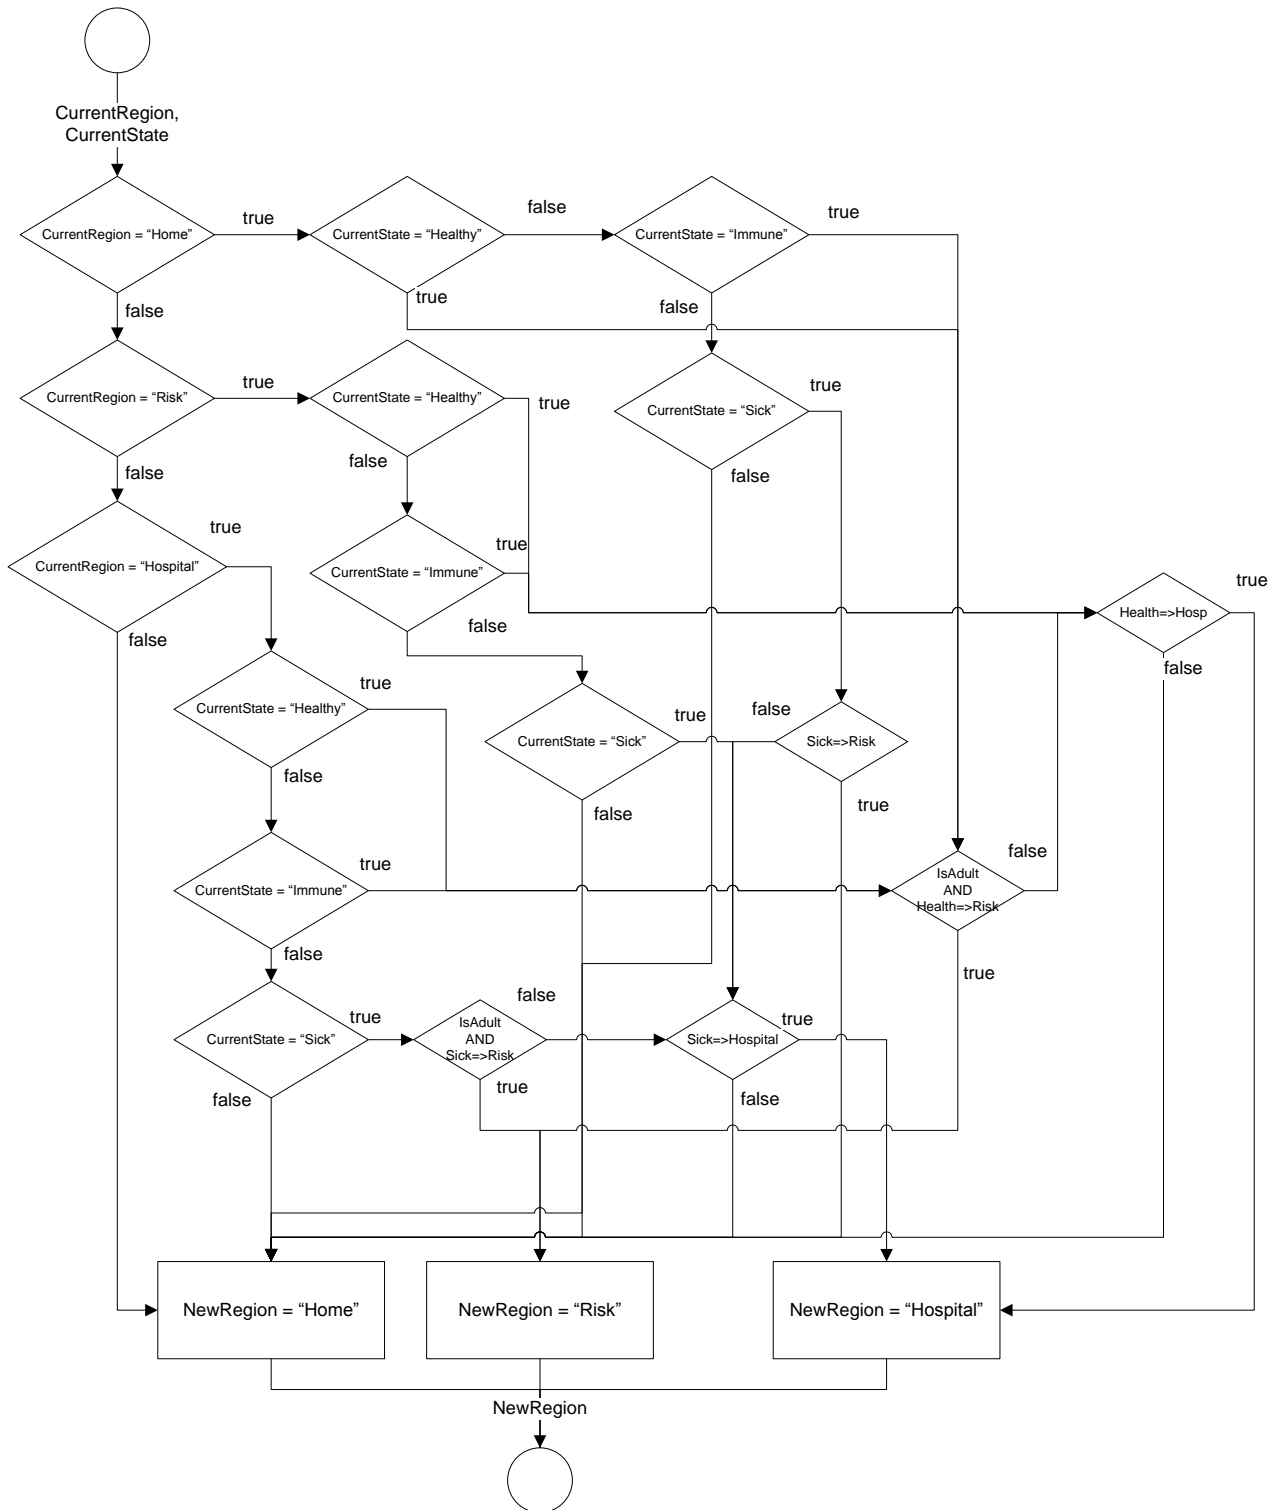 CurrentRegion,
CurrentState
CurrentRegion = “Home”
true
CurrentState = “Healthy”
false
CurrentState = “Immune”
true
false
true
false
CurrentRegion = “Risk”
true
CurrentState = “Healthy”
true
CurrentState = “Sick”
true
false
false
false
CurrentRegion = “Hospital”
true
CurrentState = “Immune”
true
Health=>Hosp
true
false
false
false
CurrentState = “Healthy”
true
CurrentState = “Sick”
true
false
Sick=>Risk
false
false
true
CurrentState = “Immune”
true
IsAdult
AND
Health=>Risk
false
false
true
CurrentState = “Sick”
true
IsAdult
AND
Sick=>Risk
false
Sick=>Hospital
true
false
true
false
NewRegion = “Home”
NewRegion = “Risk”
NewRegion = “Hospital”
NewRegion